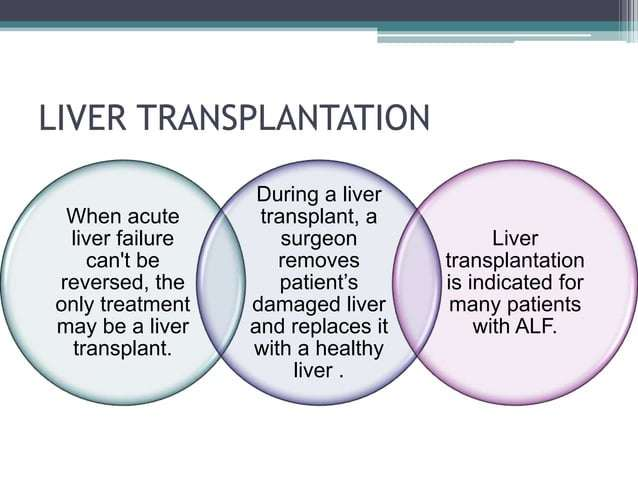 LIVER TRANSPLANTATION
When acute
liver failure
can't be
reversed, the
only treatment
may be a liver
transplant.
During a liver
transplant, a
surgeon
removes
patient’s
damaged liver
and replaces it
with a healthy
liver .
Liver
transplantation
is indicated for
many patients
with ALF.